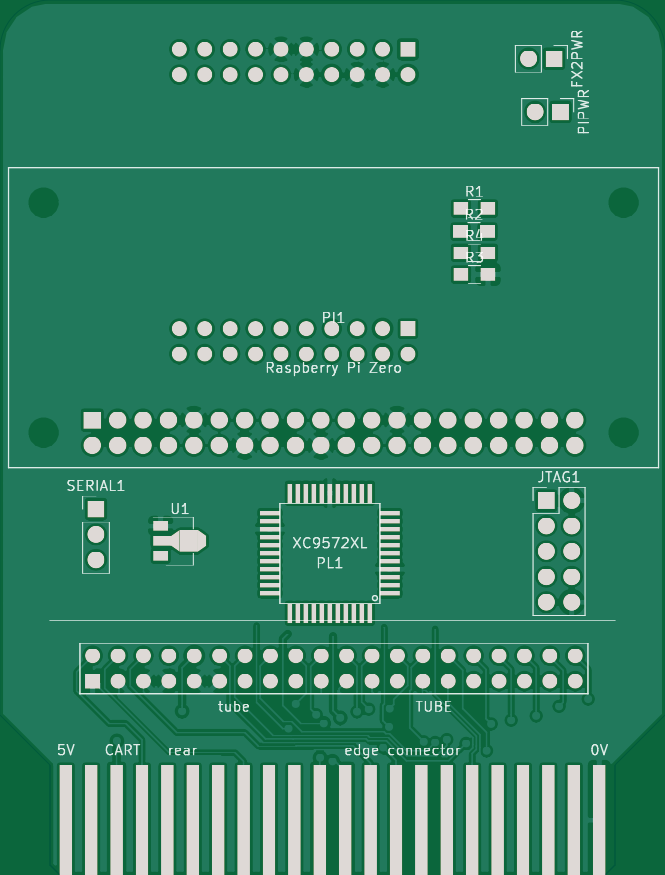 FX2PWR
PIPWR
R1
R2
R4
R3
PI1
Raspberry Pi Zero
SERIAL1
U1
JTAG1
XC9572XL
PL1
tube TUBE
5V CART rear edge connector 0V